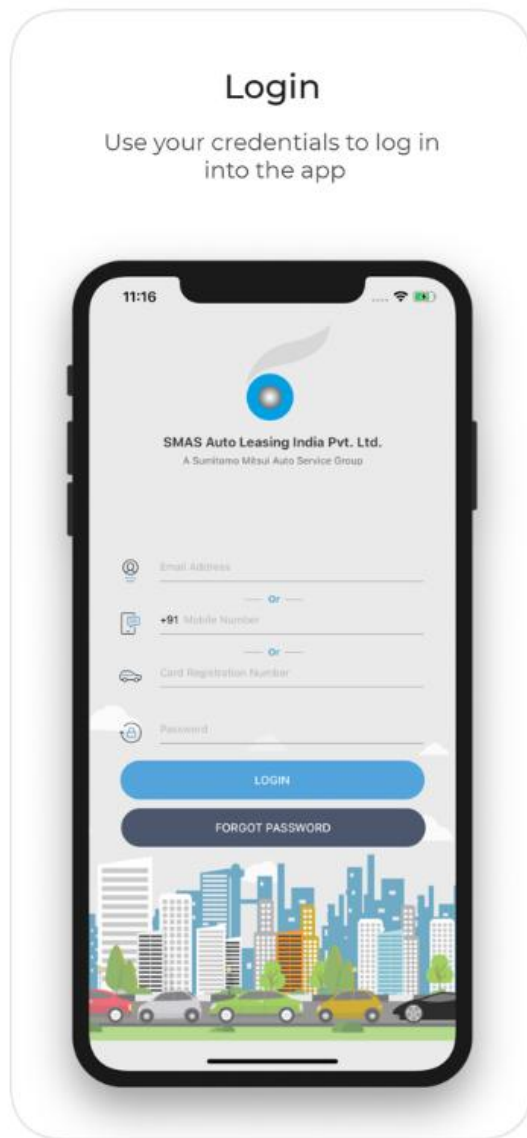 Login
Use your credentials to log in
into the app
11:16
SMAS Auto Leasing India Pvt. Ltd.
A Sumitomo Mitsui Auto Service Group
Email Address
Or
+91 Mobile Number
Or
Card Registration Number
Password
LOGIN
FORGOT PASSWORD